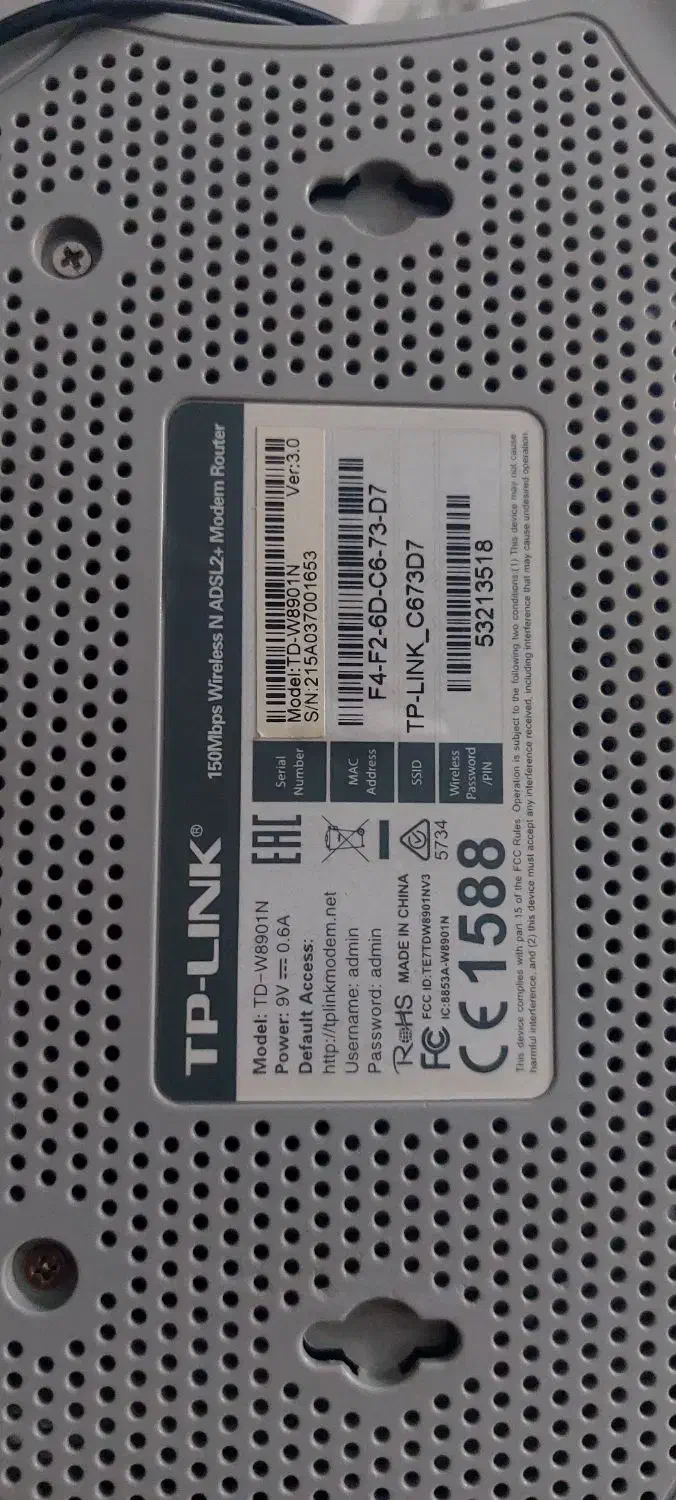 TP-LINK®
150Mbps Wireless N ADSL2+ Modem Router
Model: TD-W8901N
Power: 9V ⎓ 0.6A
Default Access:
http://tplinkmodem.net
Username: admin
Password: admin
RoHS MADE IN CHINA
FC FCC ID:TE7TDW8901NV3
IC:8853A-W8901N
CE1588
EAC
5734
Serial
Number
Model:TD-W8901N Ver:3.0
S/N:215A037001653
MAC
Address
F4-F2-6D-C6-73-D7
SSID
TP-LINK_C673D7
Wireless
Password
/PIN
53213518
This device complies with part 15 of the FCC Rules. Operation is subject to the following two conditions:(1) This device may not cause
harmful interference, and (2) this device must accept any interference received, including interference that may cause undesired operation.